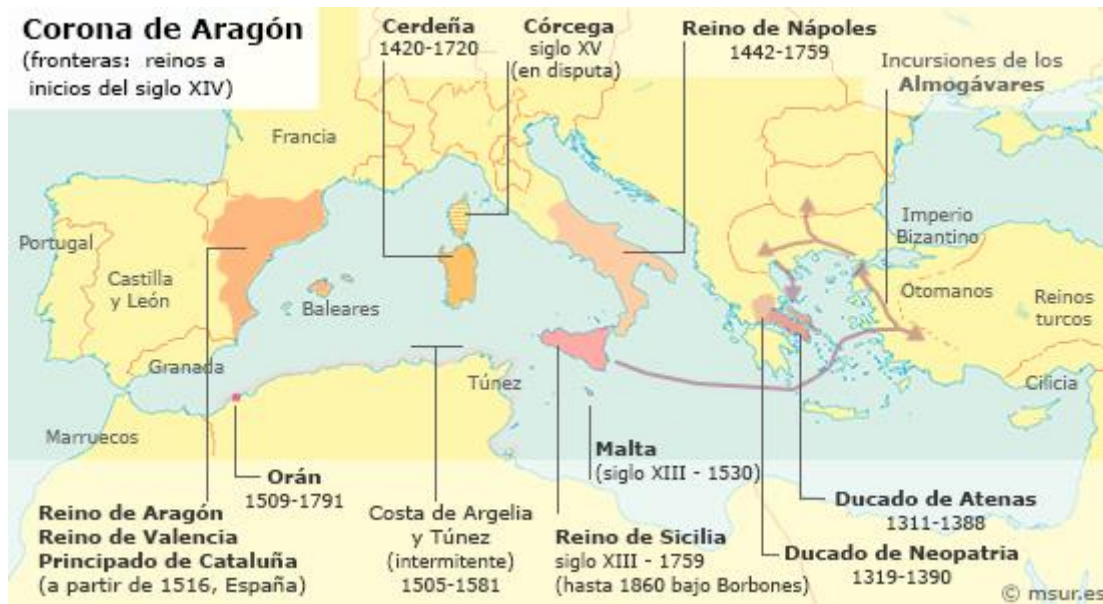 Corona de Aragón
(fronteras: reinos a
inicios del siglo XIV)
Cerdeña
1420-1720
Córcega
siglo XV
(en disputa)
Reino de Nápoles
1442-1759
Incursiones de los
Almogávares
Francia
Portugal
Castilla
y León
Baleares
Granada
Marruecos
Túnez
Imperio
Bizantino
Otomanos
Reinos
turcos
Cilicia
Orán
1509-1791
Malta
(siglo XIII - 1530)
Ducado de Atenas
1311-1388
Reino de Aragón
Reino de Valencia
Principado de Cataluña
(a partir de 1516, España)
Costa de Argelia
y Túnez
(intermitente)
1505-1581
Reino de Sicilia
siglo XIII - 1759
(hasta 1860 bajo Borbones)
Ducado de Neopatria
1319-1390
© msur.es